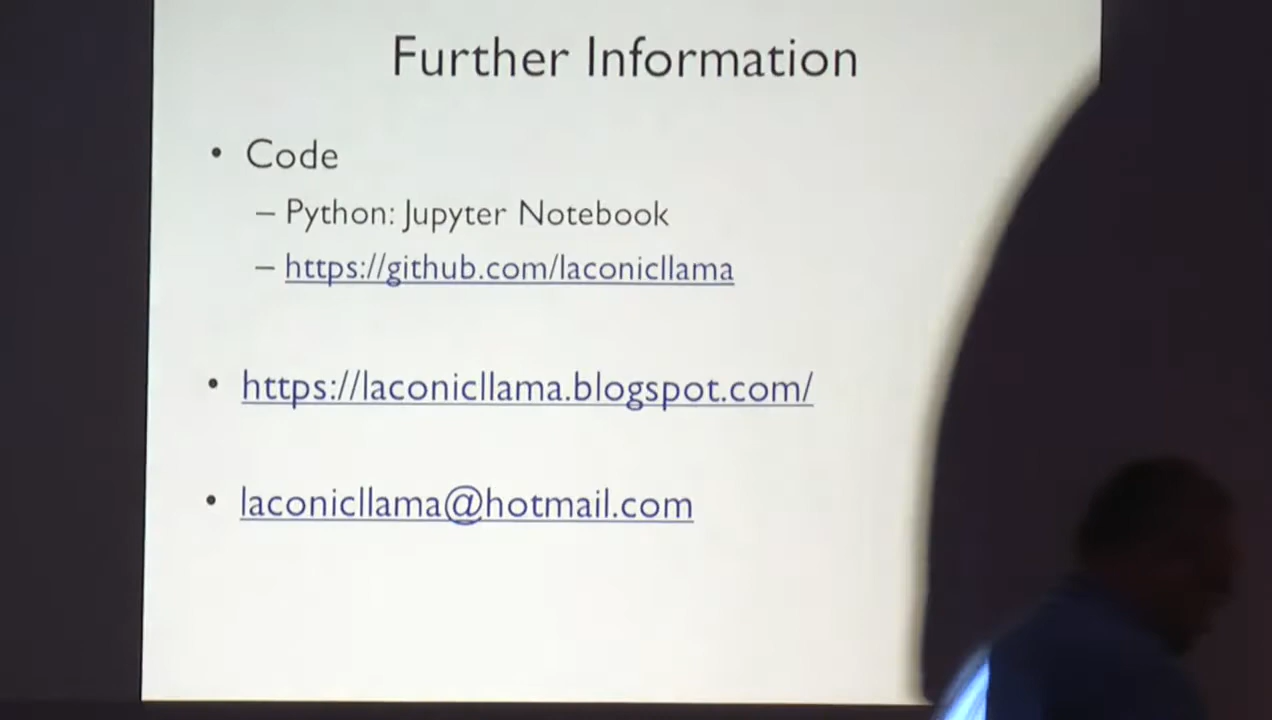 Further Information
• Code
– Python: Jupyter Notebook
– https://github.com/laconicllama
• https://laconicllama.blogspot.com/
• laconicllama@hotmail.com